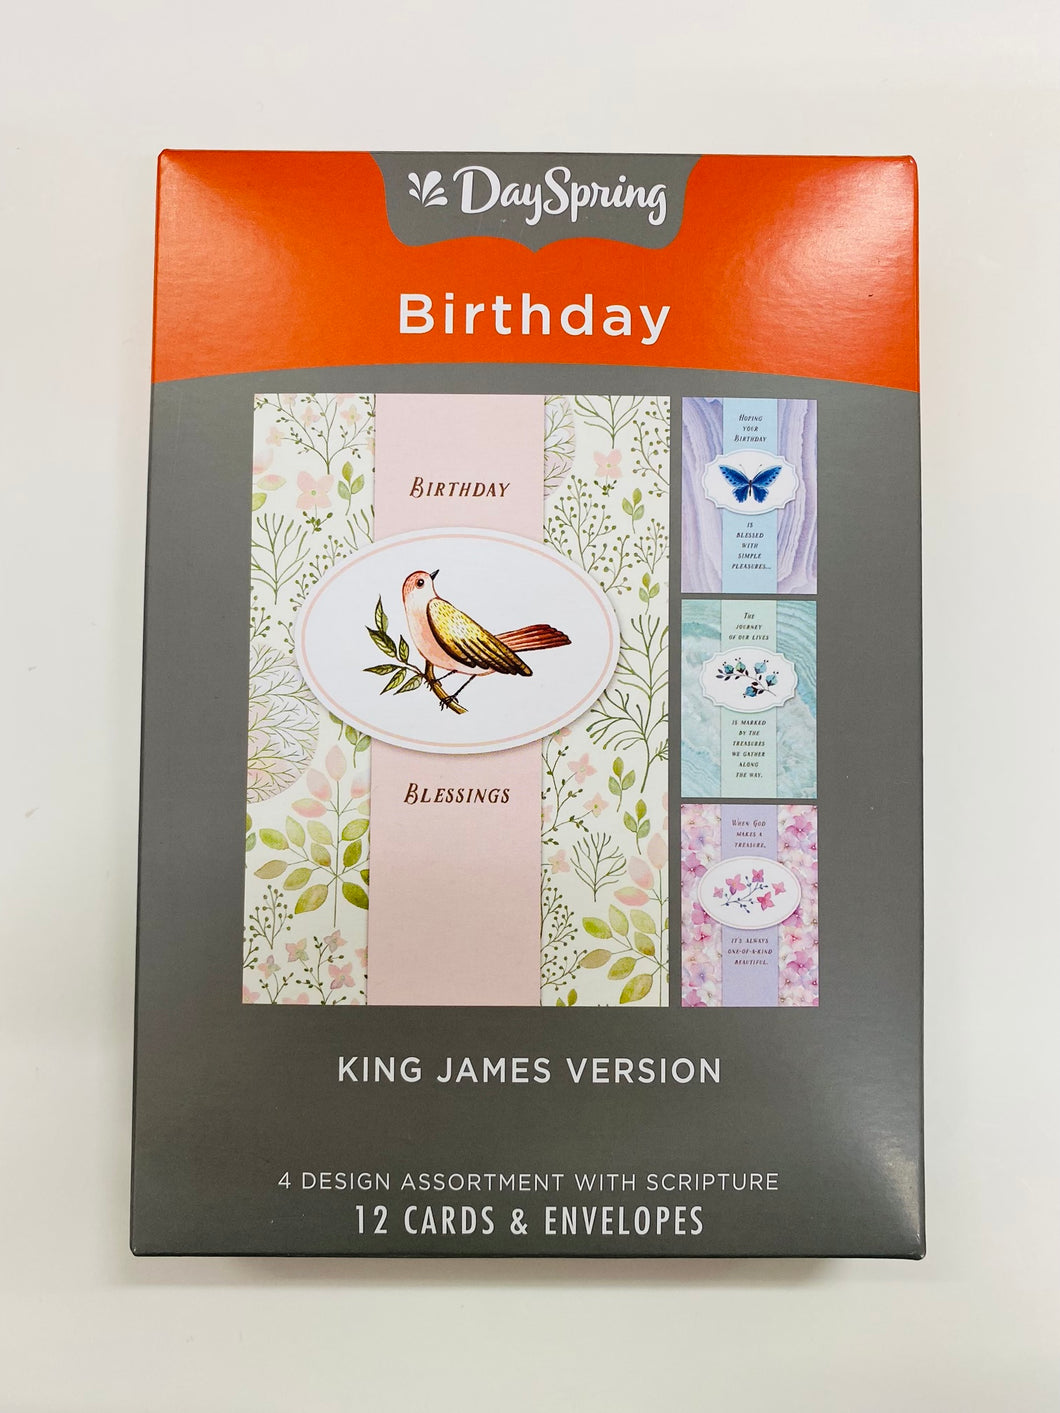 DaySpring
Birthday
BIRTHDAY
BLESSINGS
HOPING
YOUR
BIRTHDAY
IS
BLESSED
WITH
SIMPLE
PLEASURES...
THE
JOURNEY
OF OUR LIVES
IS MARKED
BY THE
TREASURES
WE GATHER
ALONG
THE WAY.
WHEN GOD
MAKES A
TREASURE,
IT'S ALWAYS
ONE-OF-A-KIND
BEAUTIFUL.
KING JAMES VERSION
4 DESIGN ASSORTMENT WITH SCRIPTURE
12 CARDS & ENVELOPES